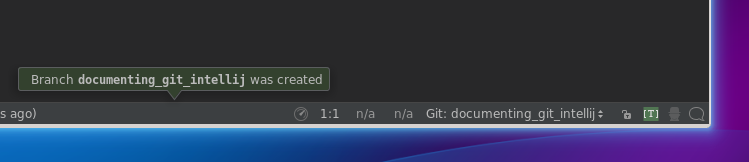 Branch documenting_git_intellij was created
s ago) 1:1 n/a n/a Git: documenting_git_intellij [T]